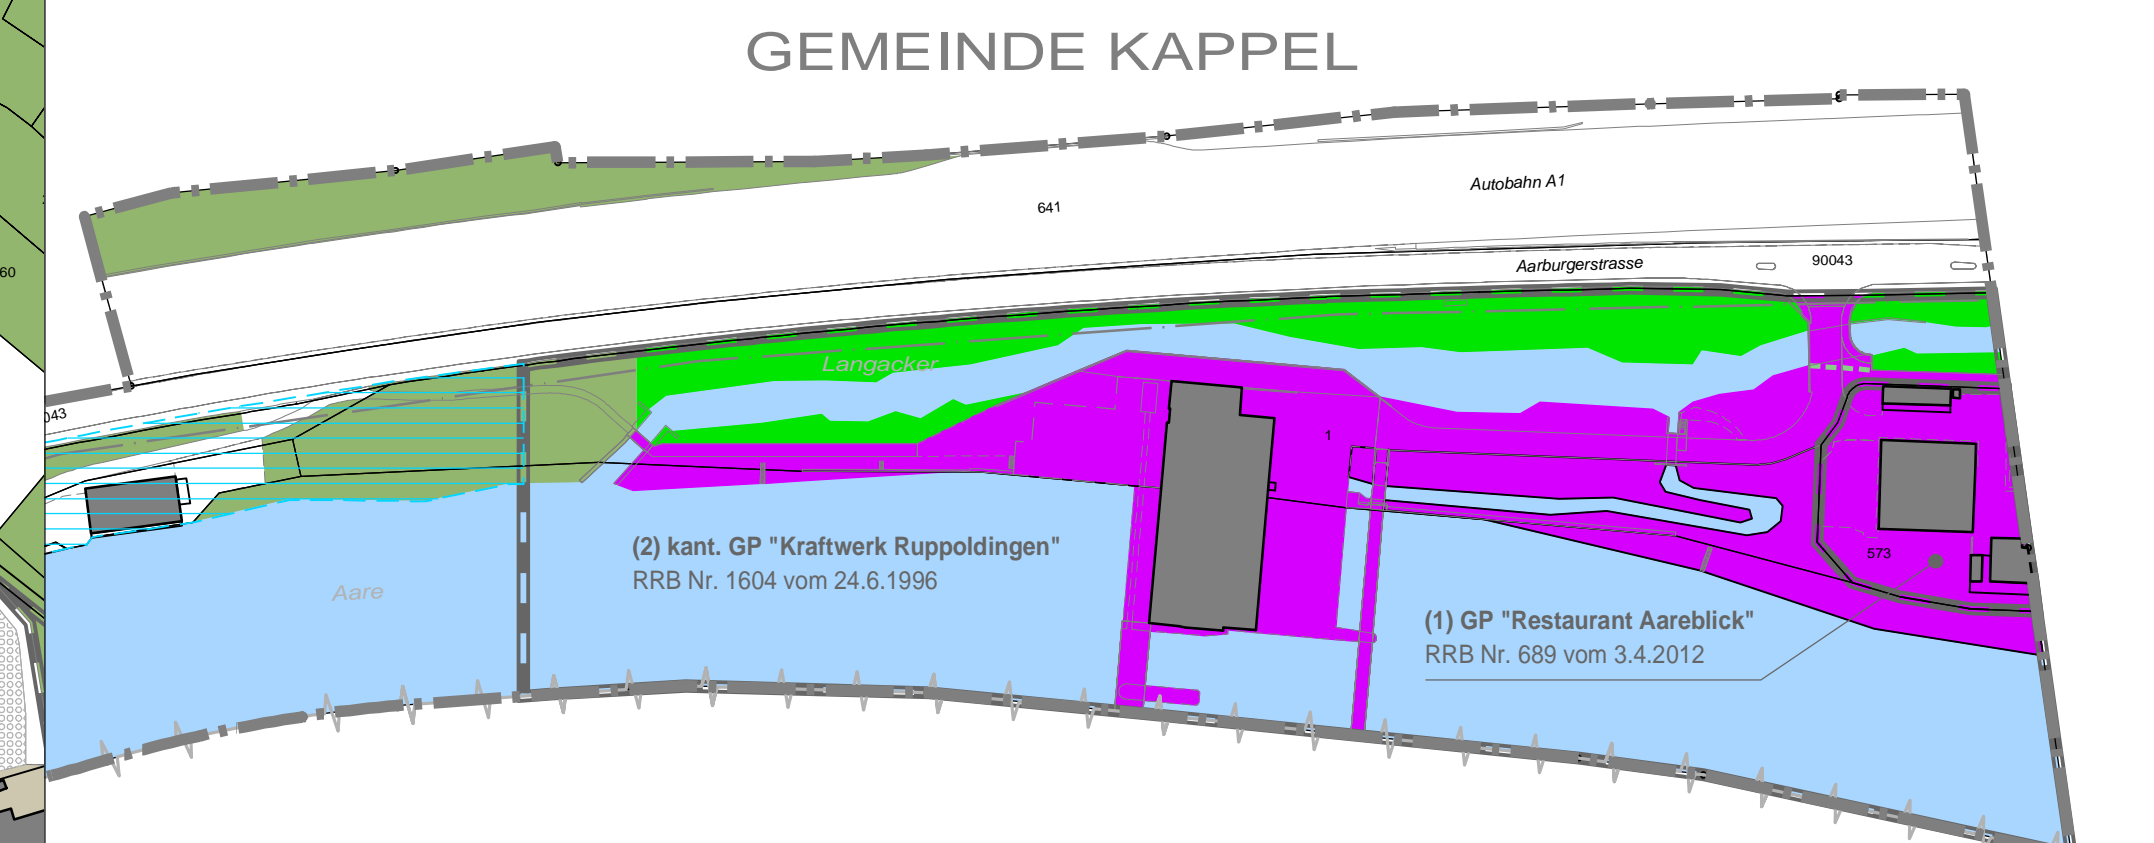 GEMEINDE KAPPEL
Autobahn A1
641
Aarburgerstrasse
90043
60
043
Langacker
1
573
(2) kant. GP "Kraftwerk Ruppoldingen"
RRB Nr. 1604 vom 24.6.1996
Aare
(1) GP "Restaurant Aareblick"
RRB Nr. 689 vom 3.4.2012